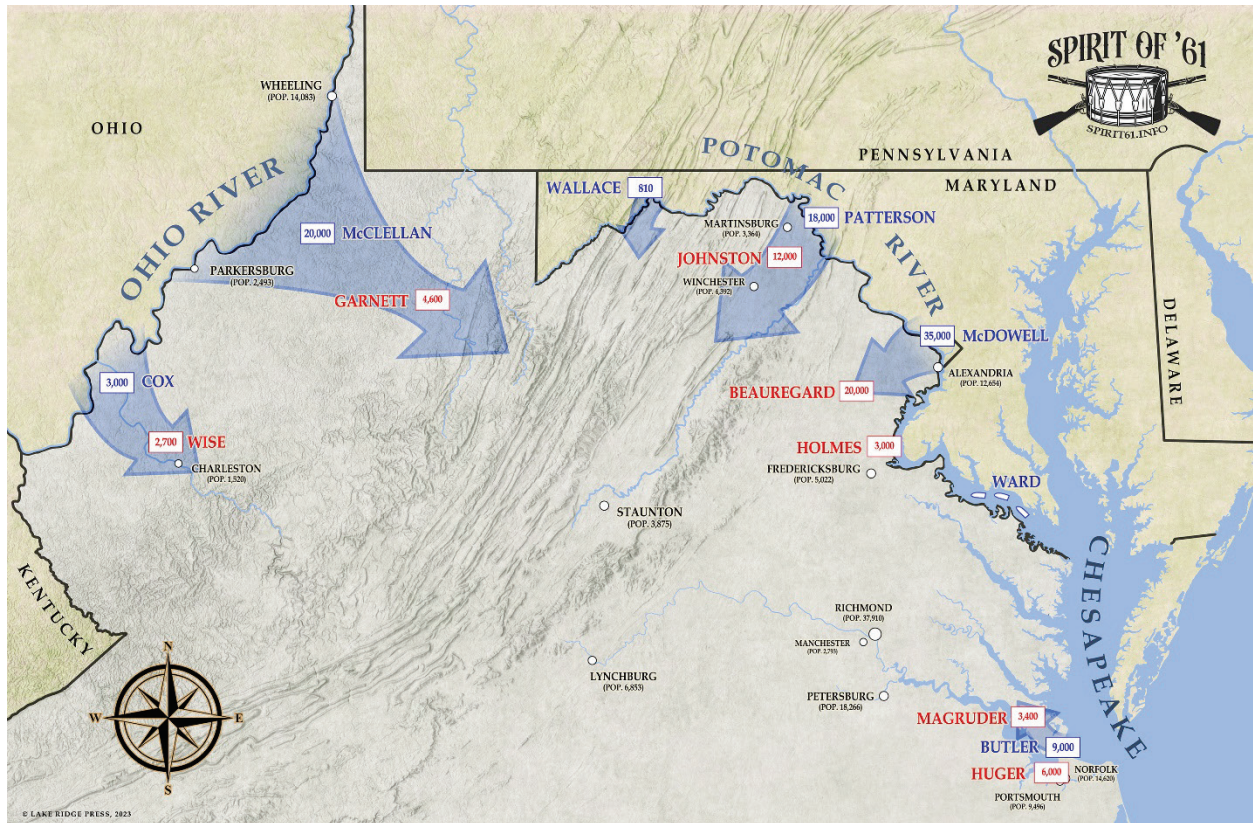 SPIRIT OF '61
SPIRIT61.INFO
WHEELING
(POP. 14,083)
OHIO
OHIO RIVER
POTOMAC
RIVER
PENNSYLVANIA
MARYLAND
DELAWARE
WALLACE 810
MARTINSBURG
(POP. 3,364)
18,000 PATTERSON
20,000 McCLELLAN
JOHNSTON 12,000
PARKERSBURG
(POP. 2,493)
WINCHESTER
(POP. 4,392)
GARNETT 4,600
35,000 McDOWELL
ALEXANDRIA
(POP. 12,654)
3,000 COX
BEAUREGARD 20,000
2,700 WISE
CHARLESTON
(POP. 1,520)
HOLMES 3,000
FREDERICKSBURG
(POP. 5,022)
WARD
STAUNTON
(POP. 3,875)
CHESAPEAKE
KENTUCKY
RICHMOND
(POP. 37,910)
MANCHESTER
(POP. 2,793)
LYNCHBURG
(POP. 6,853)
PETERSBURG
(POP. 18,266)
N
W
E
S
MAGRUDER 3,400
BUTLER 9,000
HUGER 6,000
NORFOLK
(POP. 14,620)
PORTSMOUTH
(POP. 9,496)
© LAKE RIDGE PRESS, 2023